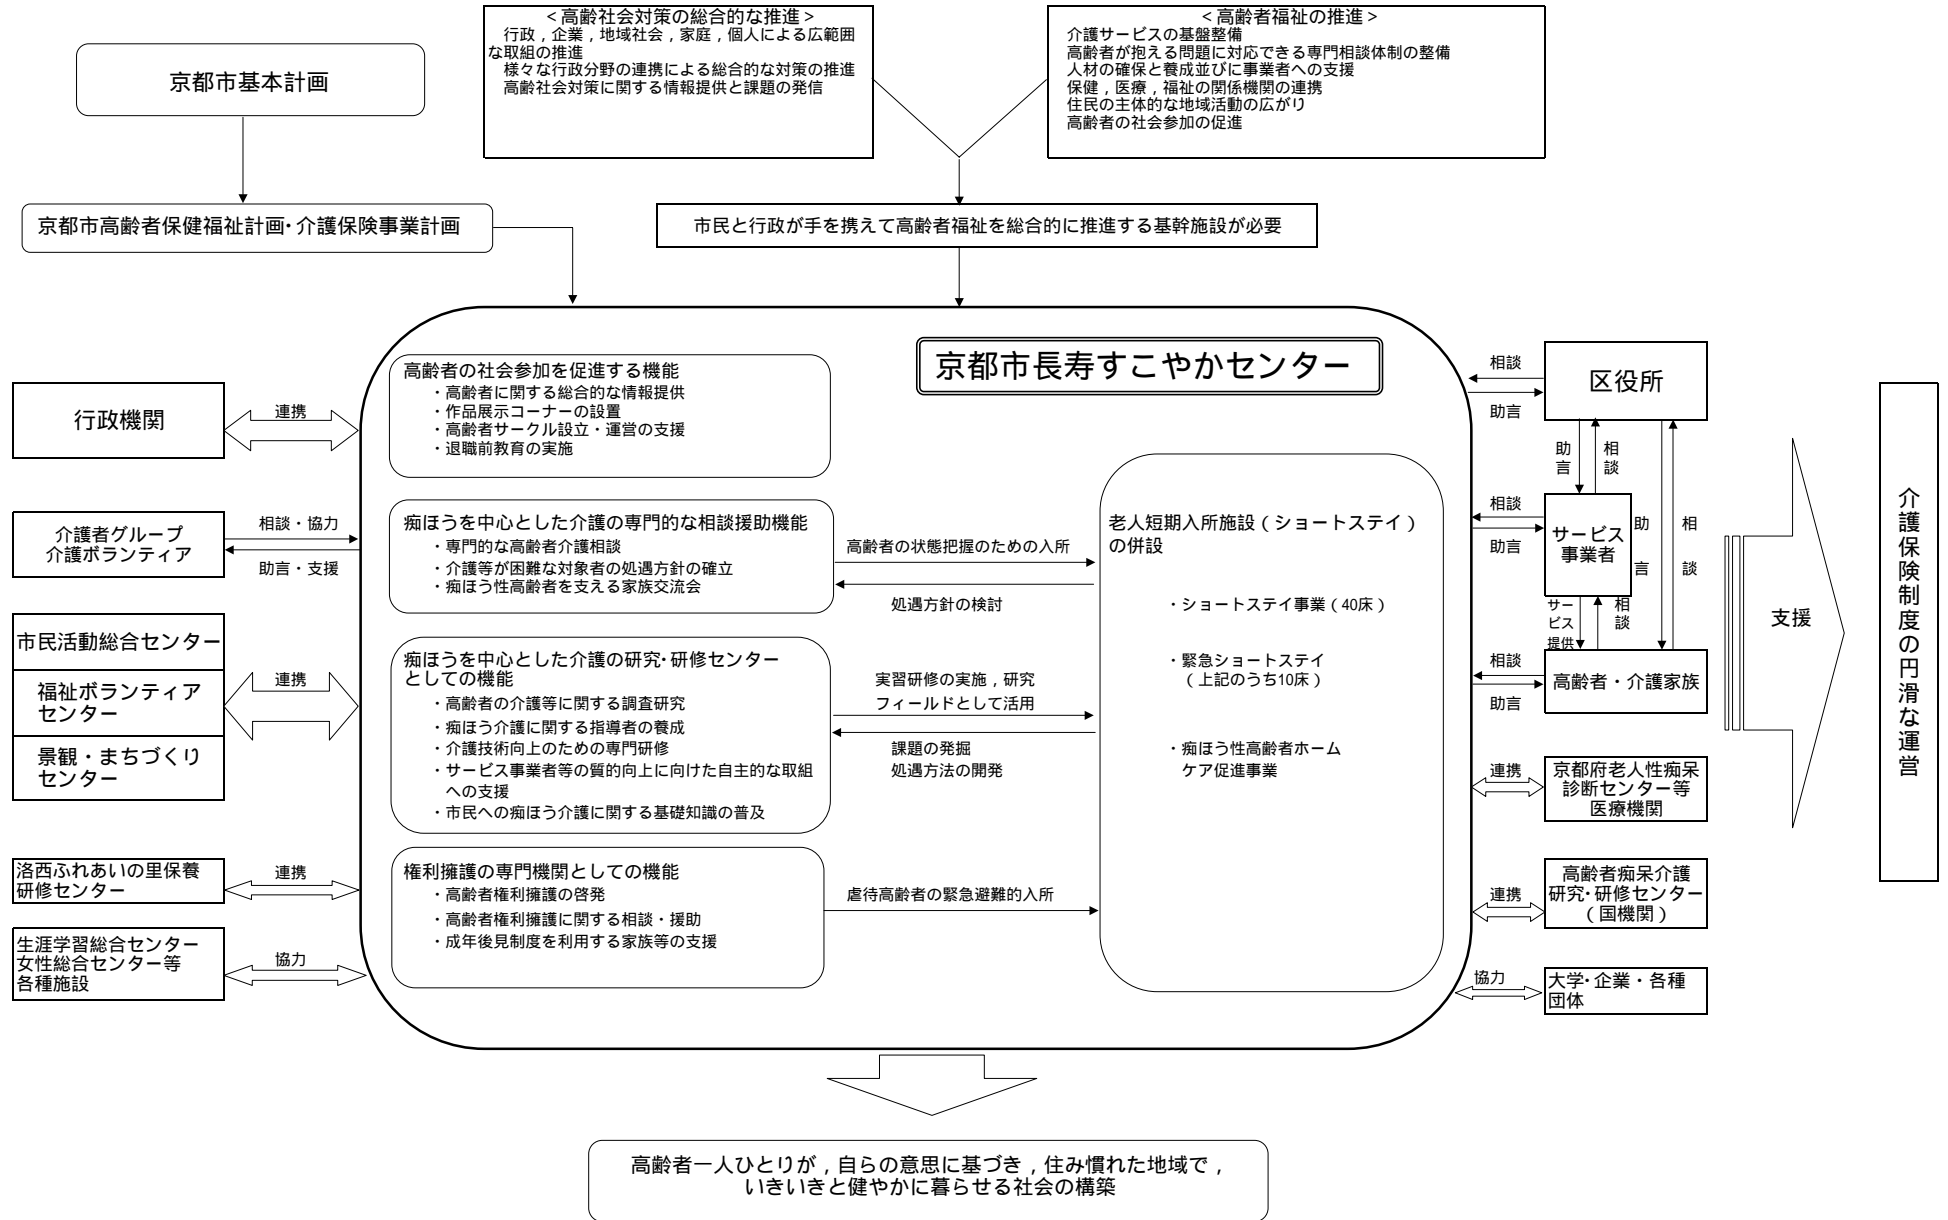 <高齢社会対策の総合的な推進>
行政，企業，地域社会，家庭，個人による広範囲
な取組の推進
様々な行政分野の連携による総合的な対策の推進
高齢社会対策に関する情報提供と課題の発信
<高齢者福祉の推進>
介護サービスの基盤整備
高齢者が抱える問題に対応できる専門相談体制の整備
人材の確保と養成並びに事業者への支援
保健，医療，福祉の関係機関の連携
住民の主体的な地域活動の広がり
高齢者の社会参加の促進
京都市基本計画
京都市高齢者保健福祉計画･介護保険事業計画
市民と行政が手を携えて高齢者福祉を総合的に推進する基幹施設が必要
京都市長寿すこやかセンター
行政機関
連携
介護者グループ
介護ボランティア
相談・協力
助言・支援
市民活動総合センター
福祉ボランティア
センター
景観・まちづくり
センター
連携
洛西ふれあいの里保養
研修センター
連携
生涯学習総合センター
女性総合センター等
各種施設
協力
高齢者の社会参加を促進する機能
・高齢者に関する総合的な情報提供
・作品展示コーナーの設置
・高齢者サークル設立・運営の支援
・退職前教育の実施
痴ほうを中心とした介護の専門的な相談援助機能
・専門的な高齢者介護相談
・介護等が困難な対象者の処遇方針の確立
・痴ほう性高齢者を支える家族交流会
痴ほうを中心とした介護の研究･研修センター
としての機能
・高齢者の介護等に関する調査研究
・痴ほう介護に関する指導者の養成
・介護技術向上のための専門研修
・サービス事業者等の質的向上に向けた自主的な取組
への支援
・市民への痴ほう介護に関する基礎知識の普及
権利擁護の専門機関としての機能
・高齢者権利擁護の啓発
・高齢者権利擁護に関する相談・援助
・成年後見制度を利用する家族等の支援
高齢者の状態把握のための入所
処遇方針の検討
実習研修の実施，研究
フィールドとして活用
課題の発掘
処遇方法の開発
虐待高齢者の緊急避難的入所
老人短期入所施設（ショートステイ）
の併設
・ショートステイ事業（40床）
・緊急ショートステイ
（上記のうち10床）
・痴ほう性高齢者ホーム
ケア促進事業
相談
助言
区役所
助言
相談
相談
助言
サービス
事業者
助言
相談
サービス提供
相談
相談
助言
高齢者・介護家族
連携
京都府老人性痴呆
診断センター等
医療機関
連携
高齢者痴呆介護
研究･研修センター
（国機関）
協力
大学･企業・各種
団体
支援
介護保険制度の円滑な運営
高齢者一人ひとりが，自らの意思に基づき，住み慣れた地域で，
いきいきと健やかに暮らせる社会の構築